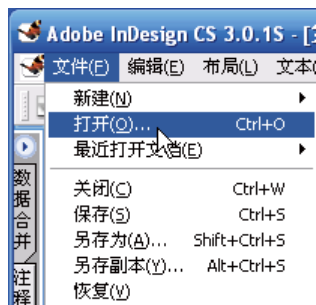 Adobe InDesign CS 3.0.1S - [
文件(F) 编辑(E) 布局(L) 文本
新建(N)
打开(O)... Ctrl+O
最近打开文档(E)
关闭(C) Ctrl+W
保存(S) Ctrl+S
另存为(A)... Shift+Ctrl+S
另存副本(Y)... Alt+Ctrl+S
恢复(V)
数据合并
注释